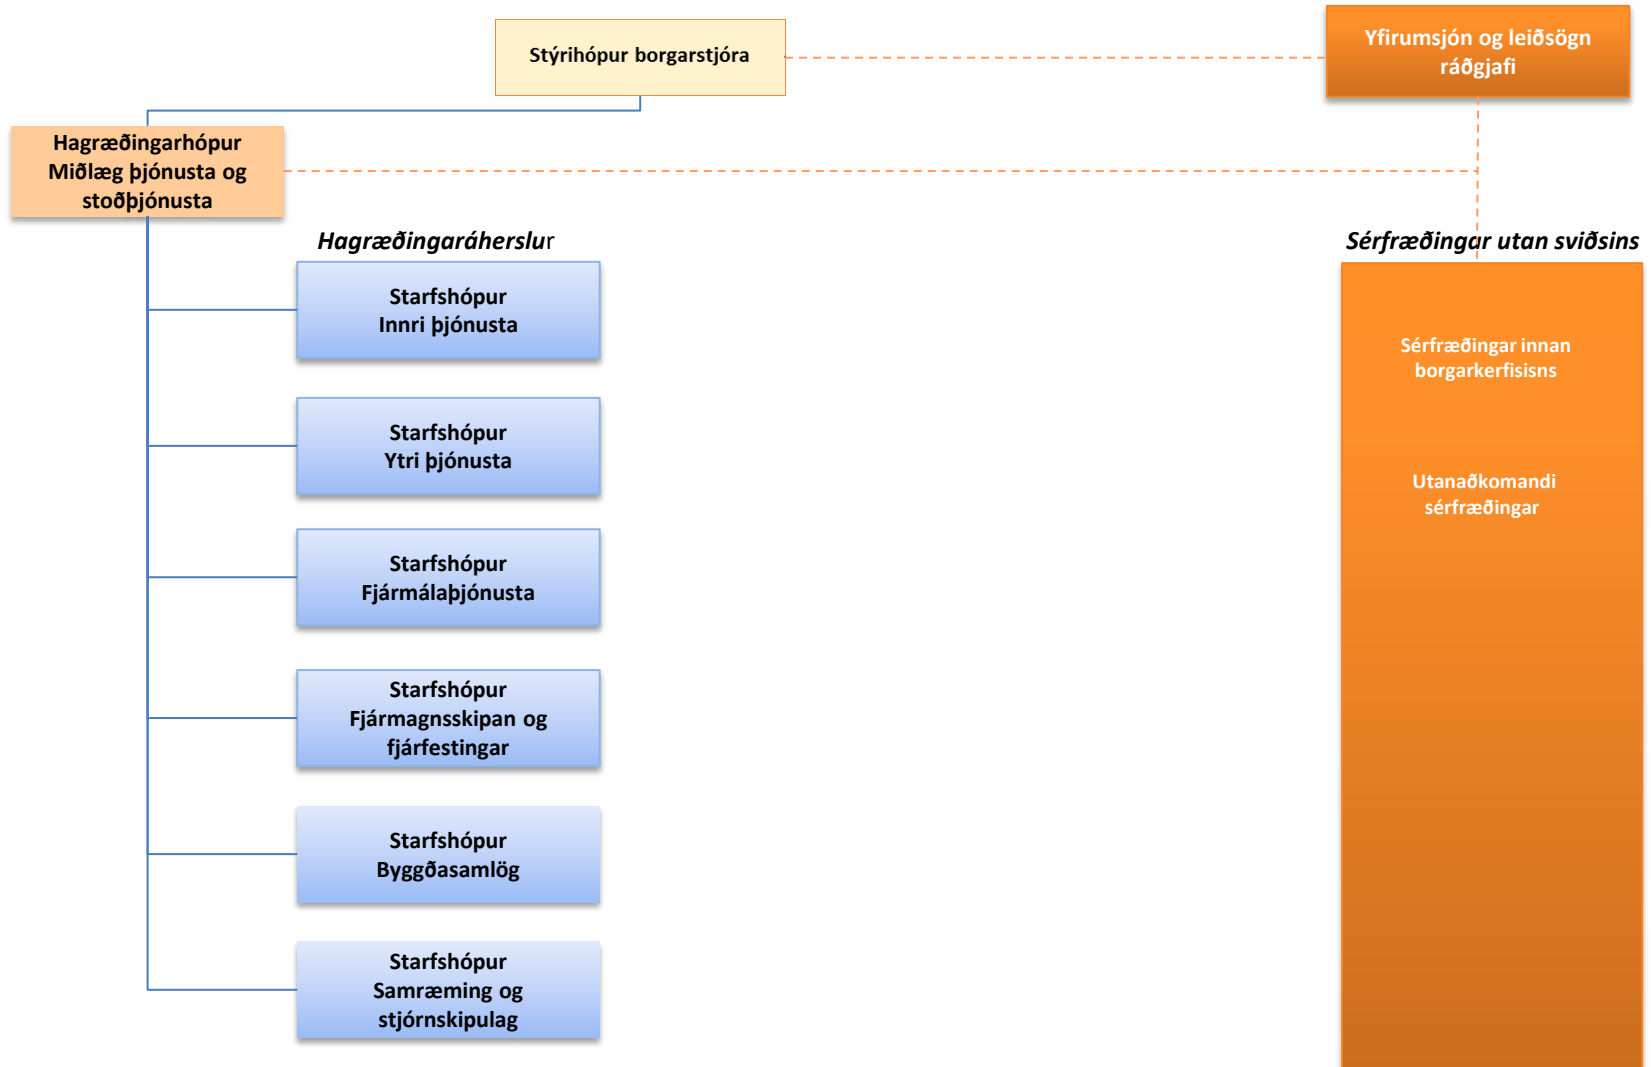 Stýrihópur borgarstjóra
Yfirumsjón og leiðsögn
ráðgjafi
Hagræðingarhópur
Miðlæg þjónusta og
stoðþjónusta
Hagræðingaráherslur
Starfshópur
Innri þjónusta
Starfshópur
Ytri þjónusta
Starfshópur
Fjármálaþjónusta
Starfshópur
Fjármagnsskipan og
fjárfestingar
Starfshópur
Byggðasamlög
Starfshópur
Samræming og
stjórnskipulag
Sérfræðingar utan sviðsins
Sérfræðingar innan
borgarkerfisisns
Utanaðkomandi
sérfræðingar